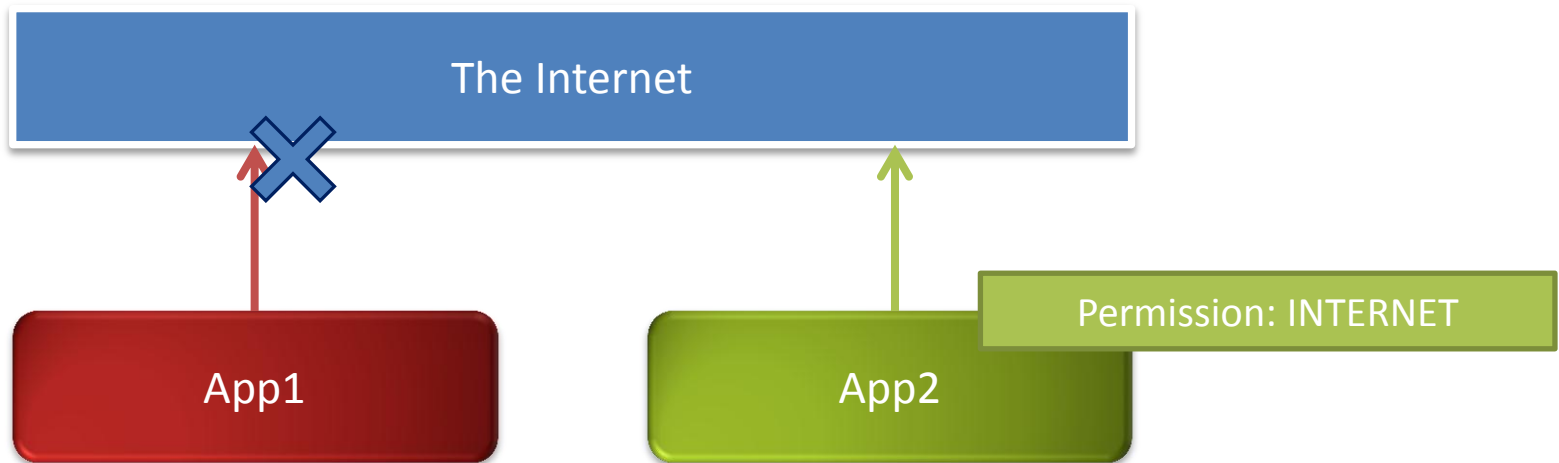 The Internet
Permission: INTERNET
App1
App2